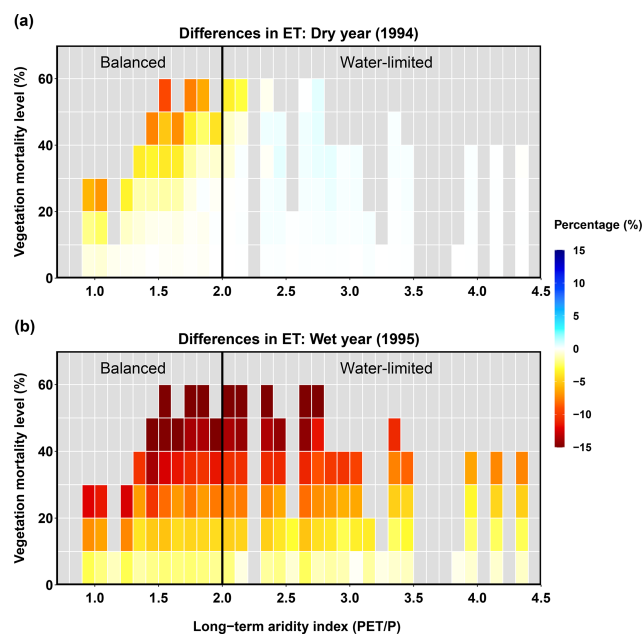 (a)
Differences in ET: Dry year (1994)
Balanced
Water-limited
Vegetation mortality level (%)
60
40
20
0
1.0 1.5 2.0 2.5 3.0 3.5 4.0 4.5
Percentage (%)
15
10
5
0
−5
−10
−15
(b)
Differences in ET: Wet year (1995)
Balanced
Water-limited
Vegetation mortality level (%)
60
40
20
0
1.0 1.5 2.0 2.5 3.0 3.5 4.0 4.5
Long−term aridity index (PET/P)